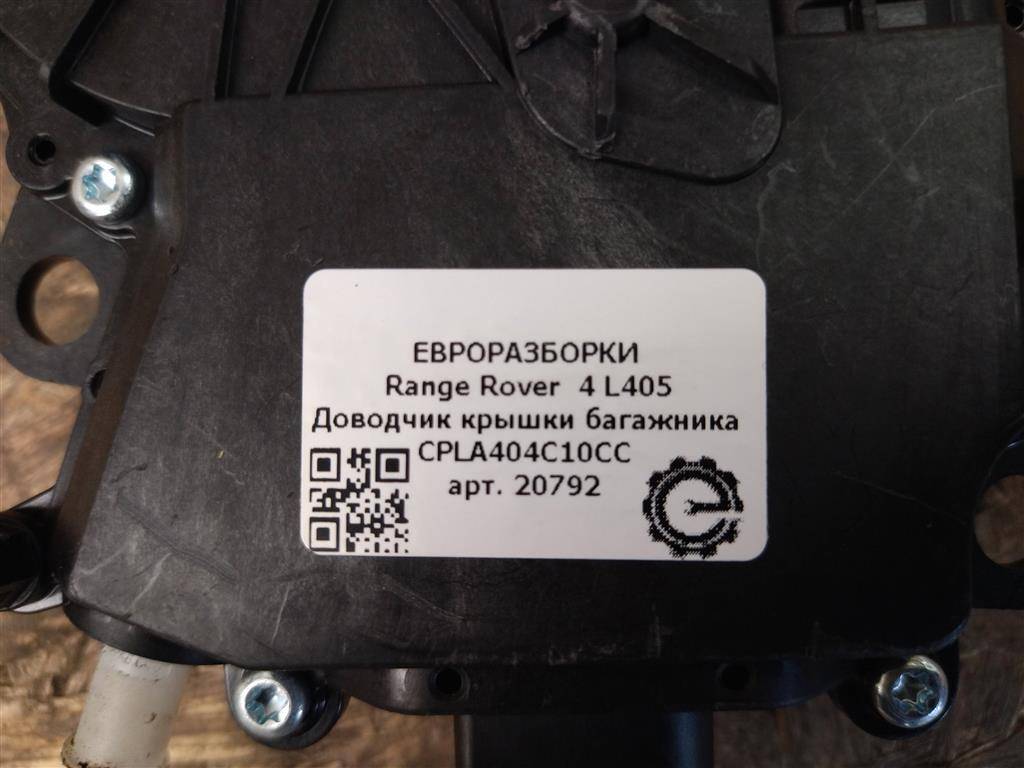 ЕВРОРАЗБОРКИ
Range Rover 4 L405
Доводчик крышки багажника
CPLA404C10CC
арт. 20792